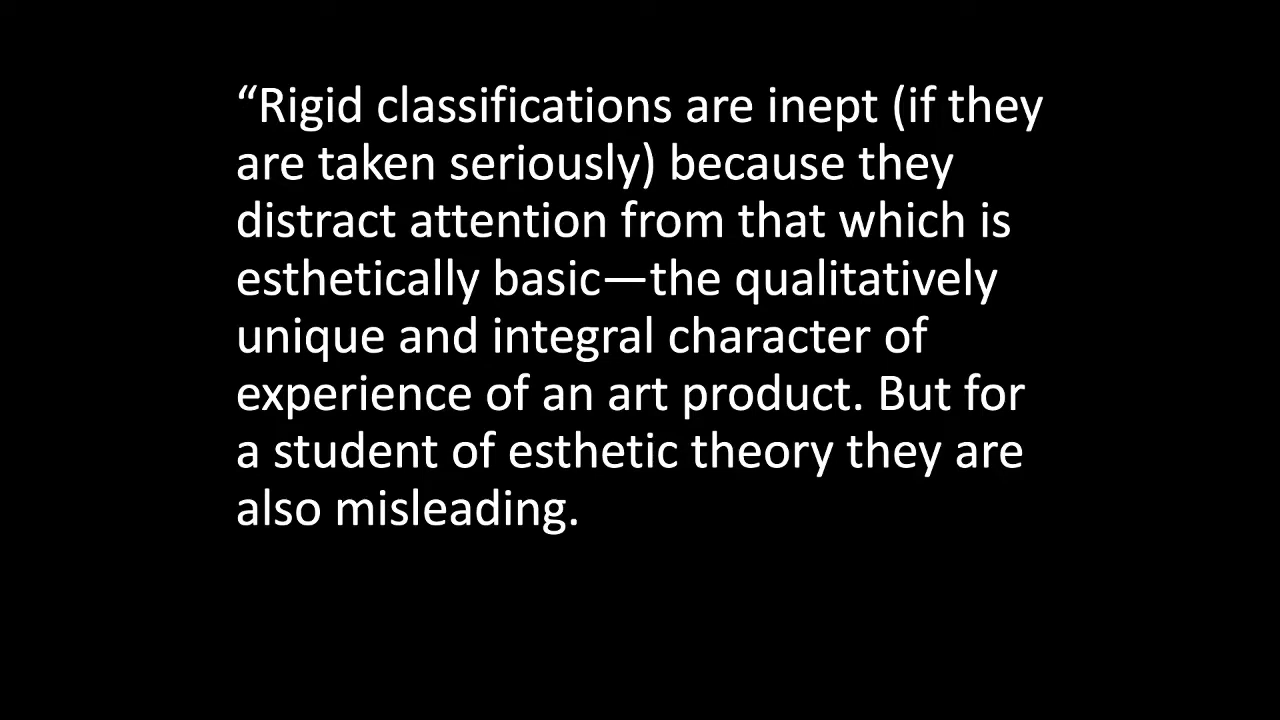 “Rigid classifications are inept (if they
are taken seriously) because they
distract attention from that which is
esthetically basic—the qualitatively
unique and integral character of
experience of an art product. But for
a student of esthetic theory they are
also misleading.